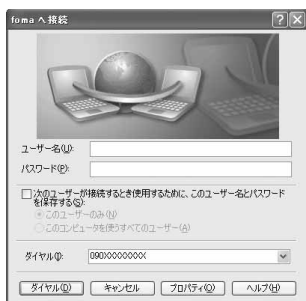 foma へ接続
ユーザー名(U):
パスワード(P):
次のユーザーが接続するとき使用するために、このユーザー名とパスワード
を保存する(S):
このユーザーのみ(N)
このコンピュータを使うすべてのユーザー(A)
ダイヤル(I): 090XXXXXXXX
ダイヤル(D) キャンセル プロパティ(O) ヘルプ(H)